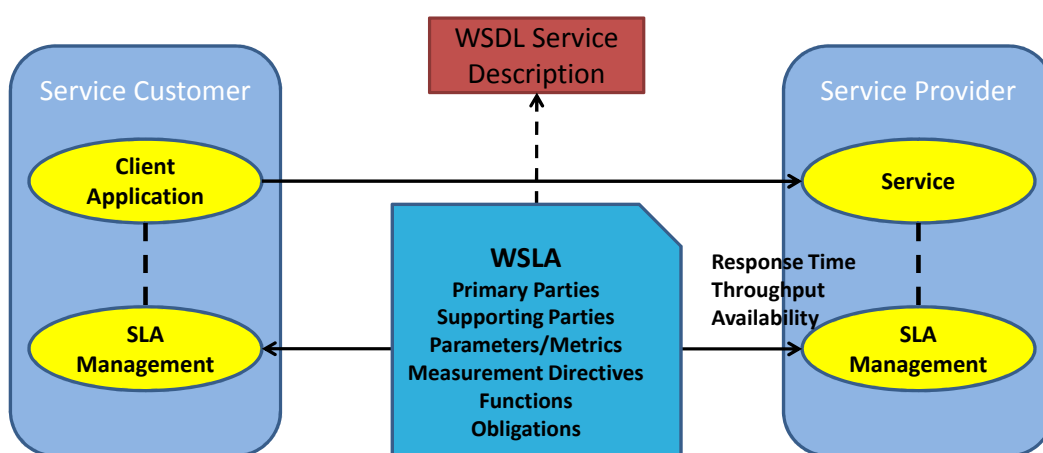 WSDL Service
Description
Service Customer
Service Provider
Client
Application
Service
WSLA
Primary Parties
Supporting Parties
Parameters/Metrics
Measurement Directives
Functions
Obligations
Response Time
Throughput
Availability
SLA
Management
SLA
Management